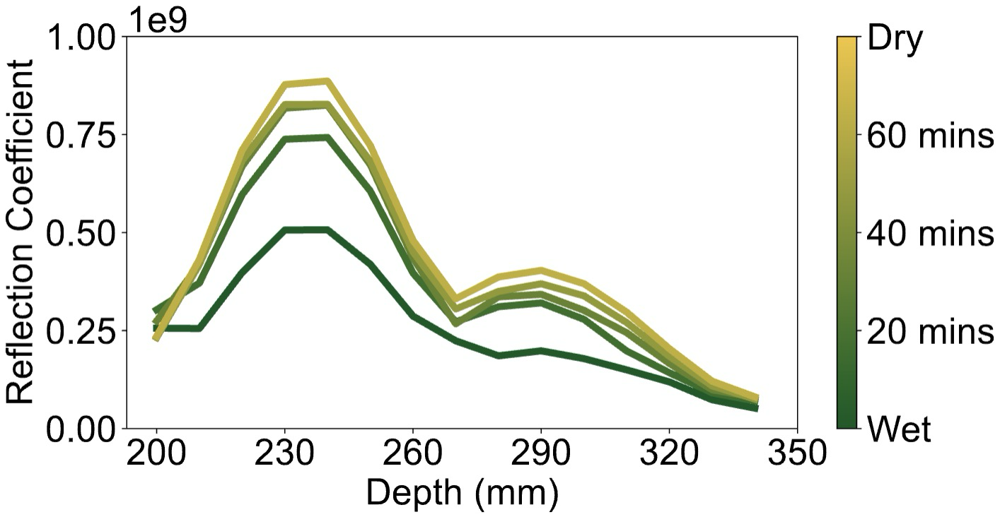 1e9
1.00
0.75
0.50
0.25
0.00
Reflection Coefficient
200 230 260 290 320 350
Depth (mm)
Dry
60 mins
40 mins
20 mins
Wet